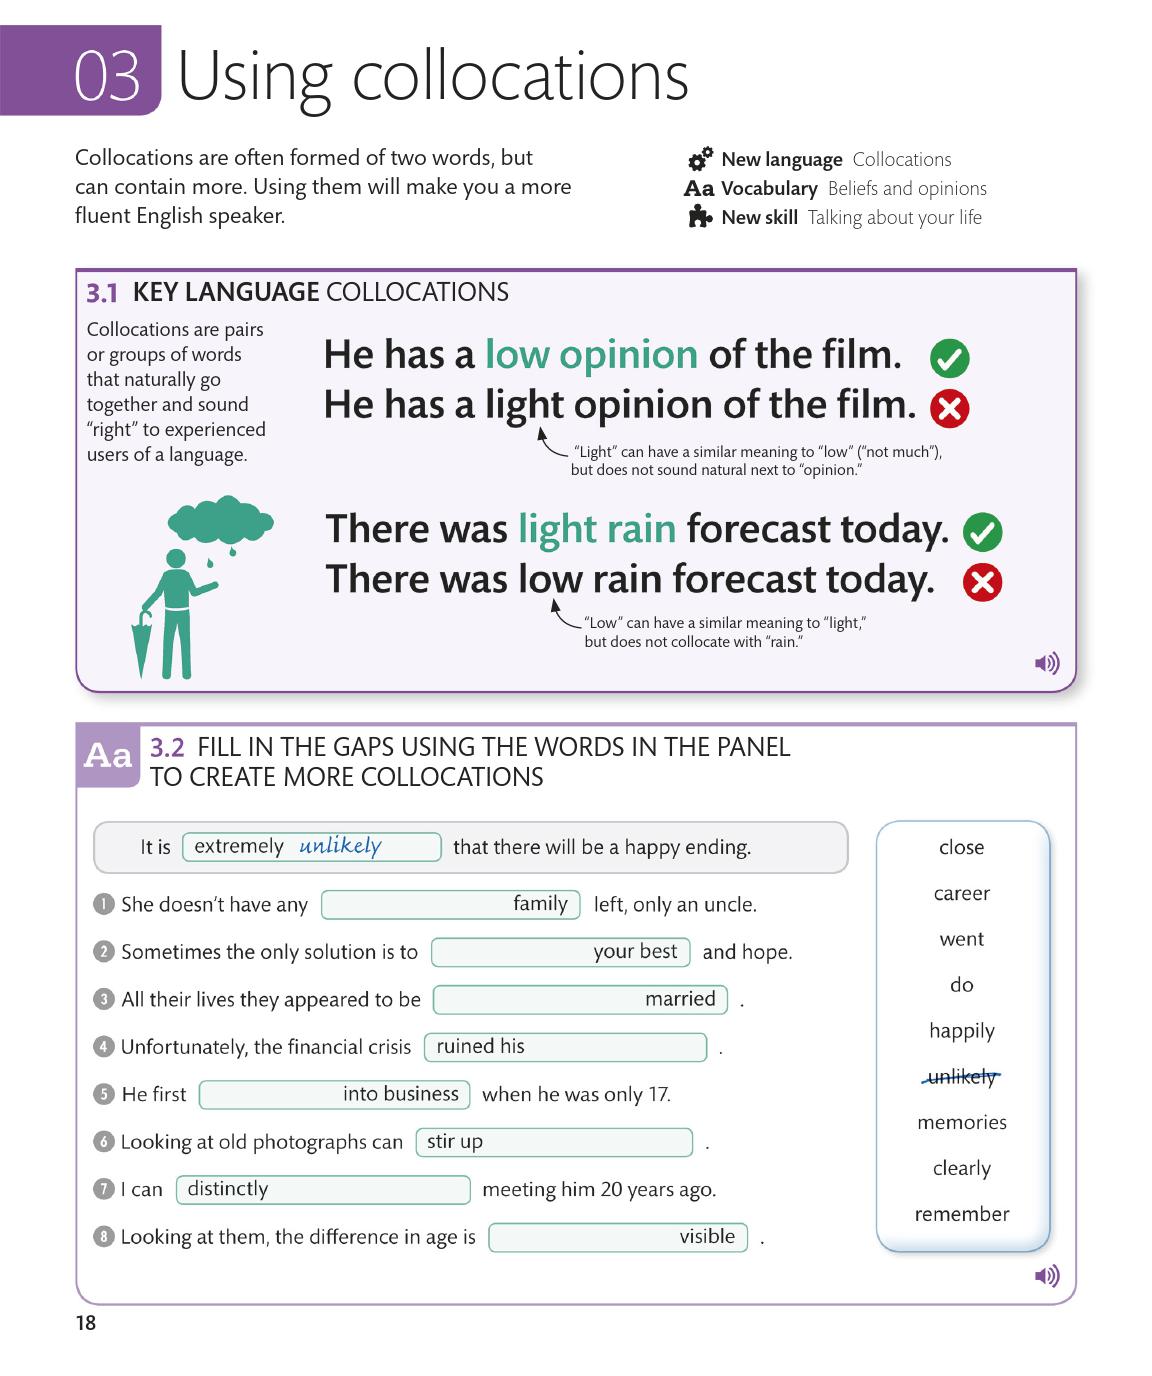 03 Using collocations
Collocations are often formed of two words, but
can contain more. Using them will make you a more
fluent English speaker.
New language Collocations
Aa Vocabulary Beliefs and opinions
New skill Talking about your life
3.1 KEY LANGUAGE COLLOCATIONS
Collocations are pairs
or groups of words
that naturally go
together and sound
“right” to experienced
users of a language.
He has a low opinion of the film.
He has a light opinion of the film.
“Light” can have a similar meaning to “low” (“not much”),
but does not sound natural next to “opinion.”
There was light rain forecast today.
There was low rain forecast today.
“Low” can have a similar meaning to “light,”
but does not collocate with “rain.”
Aa 3.2 FILL IN THE GAPS USING THE WORDS IN THE PANEL
TO CREATE MORE COLLOCATIONS
It is extremely unlikely that there will be a happy ending.
1 She doesn’t have any family left, only an uncle.
2 Sometimes the only solution is to your best and hope.
3 All their lives they appeared to be married .
4 Unfortunately, the financial crisis ruined his .
5 He first into business when he was only 17.
6 Looking at old photographs can stir up .
7 I can distinctly meeting him 20 years ago.
8 Looking at them, the difference in age is visible .
close
career
went
do
happily
unlikely
memories
clearly
remember
18